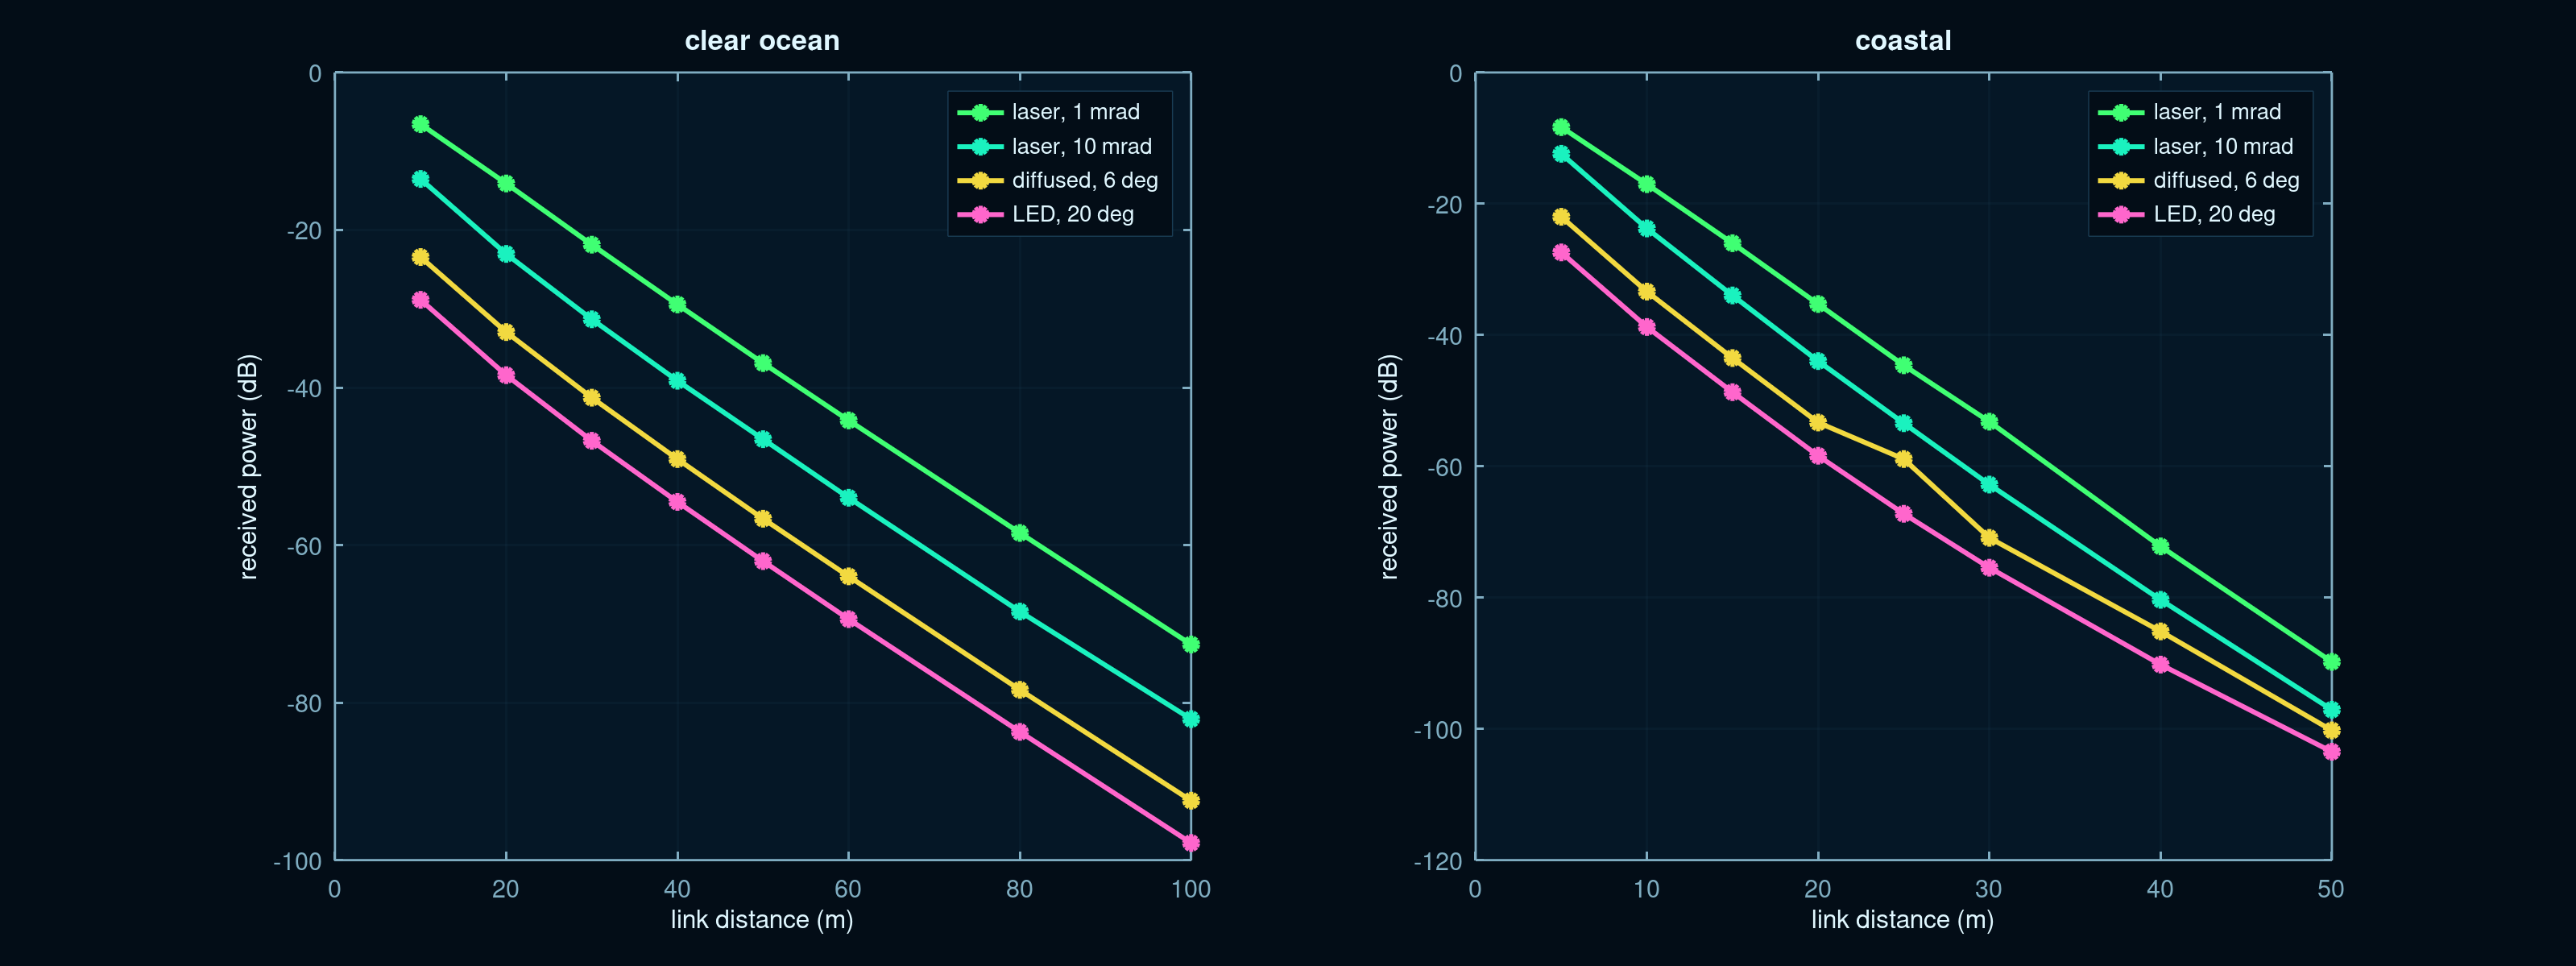 clear ocean
0
-20
-40
-60
-80
-100
received power (dB)
0
20
40
60
80
100
link distance (m)
laser, 1 mrad
laser, 10 mrad
diffused, 6 deg
LED, 20 deg
coastal
0
-20
-40
-60
-80
-100
-120
received power (dB)
0
10
20
30
40
50
link distance (m)
laser, 1 mrad
laser, 10 mrad
diffused, 6 deg
LED, 20 deg